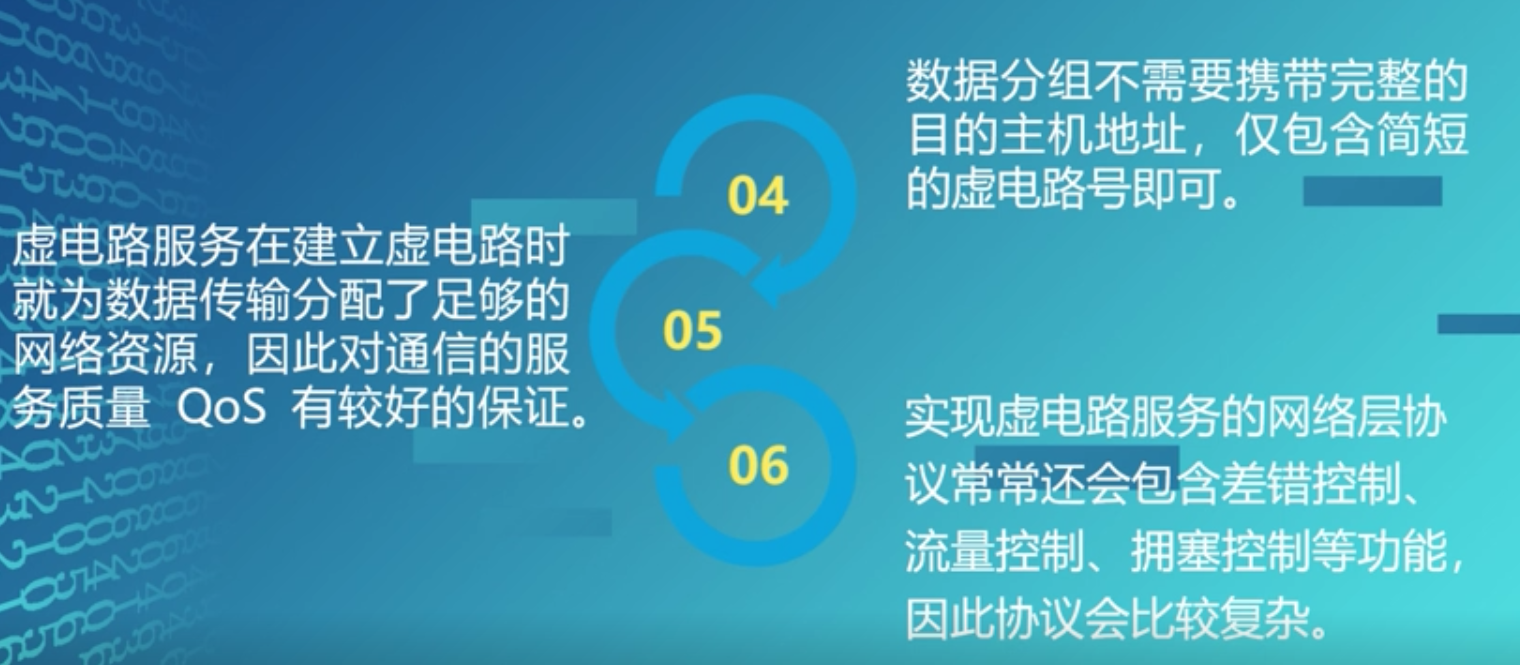 04
数据分组不需要携带完整的
目的主机地址，仅包含简短
的虚电路号即可。
05
虚电路服务在建立虚电路时
就为数据传输分配了足够的
网络资源，因此对通信的服
务质量 QoS 有较好的保证。
06
实现虚电路服务的网络层协
议常常还会包含差错控制、
流量控制、拥塞控制等功能，
因此协议会比较复杂。